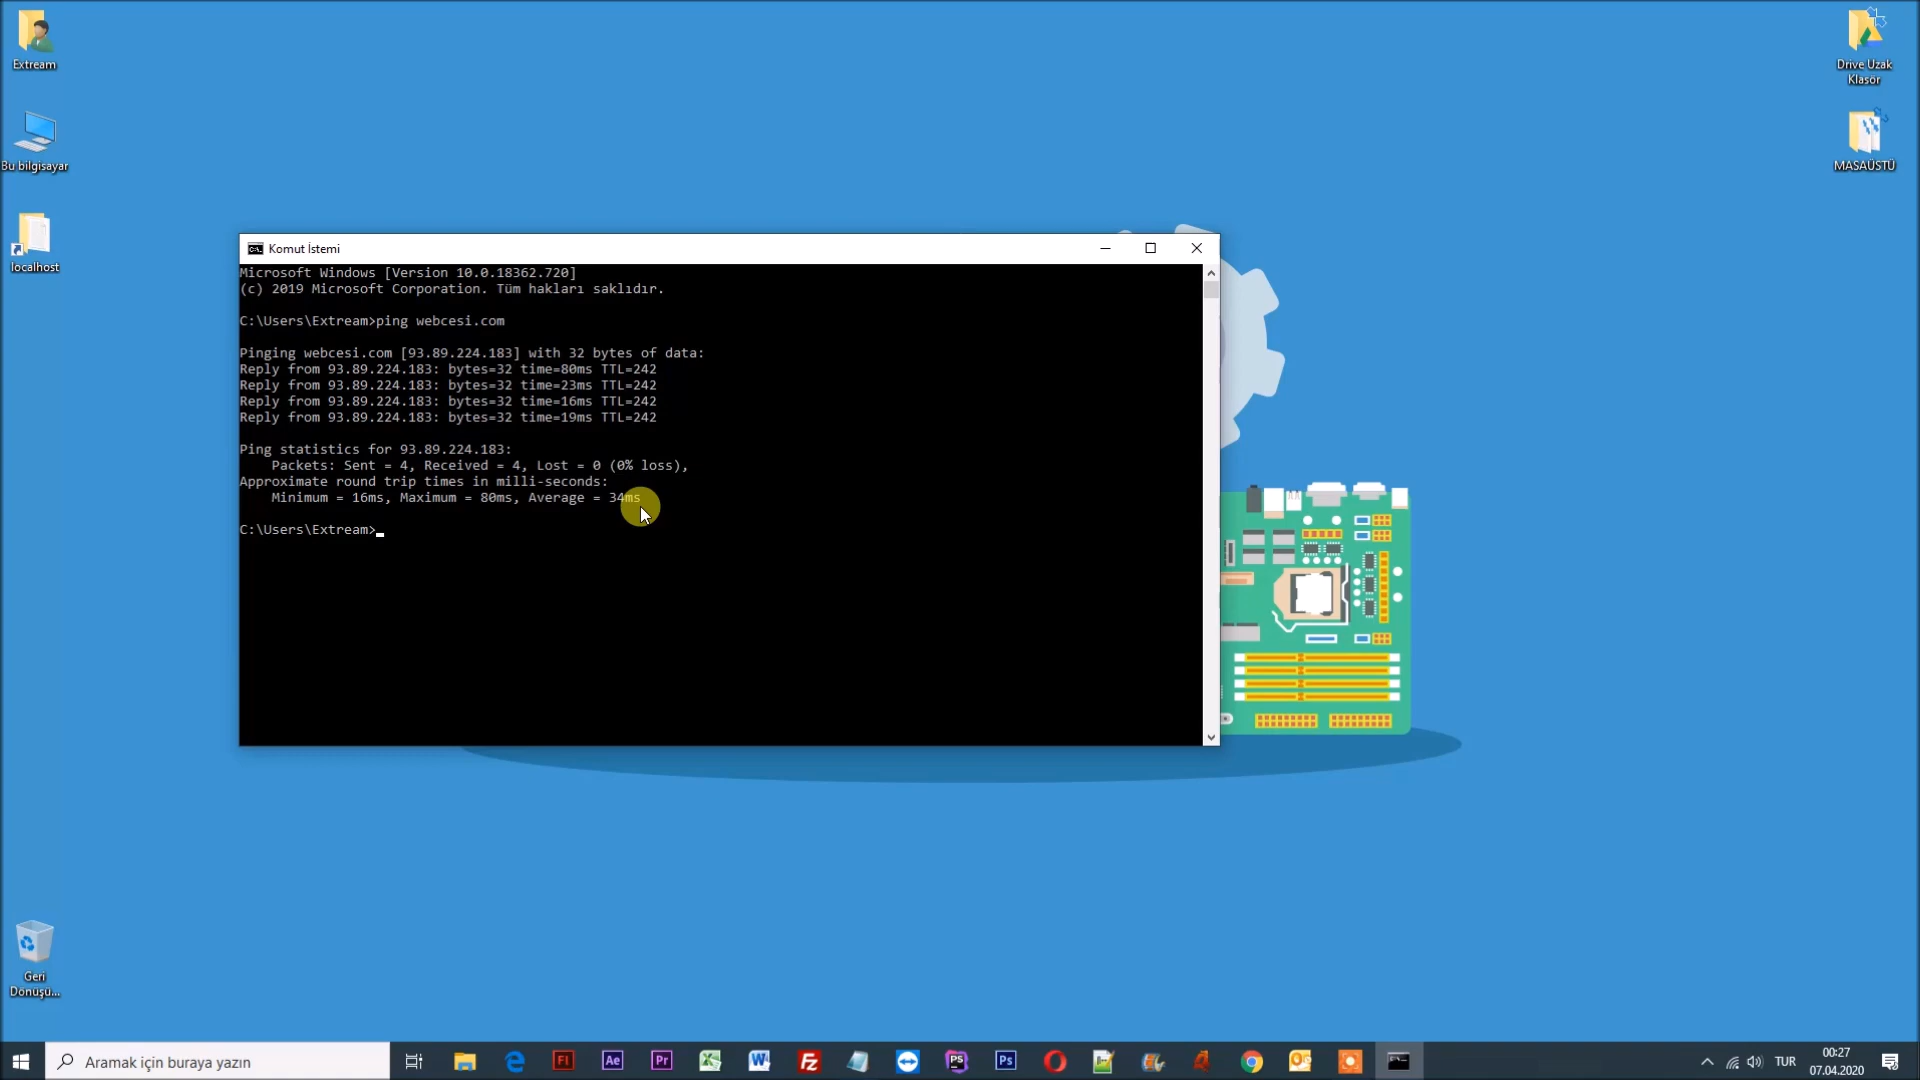 Extream
Bu bilgisayar
localhost
Drive Uzak
Klasör
MASAÜSTÜ
Komut İstemi
Microsoft Windows [Version 10.0.18362.720]
(c) 2019 Microsoft Corporation. Tüm hakları saklıdır.
C:\Users\Extream>ping webcesi.com
Pinging webcesi.com [93.89.224.183] with 32 bytes of data:
Reply from 93.89.224.183: bytes=32 time=80ms TTL=242
Reply from 93.89.224.183: bytes=32 time=23ms TTL=242
Reply from 93.89.224.183: bytes=32 time=16ms TTL=242
Reply from 93.89.224.183: bytes=32 time=19ms TTL=242
Ping statistics for 93.89.224.183:
Packets: Sent = 4, Received = 4, Lost = 0 (0% loss),
Approximate round trip times in milli-seconds:
Minimum = 16ms, Maximum = 80ms, Average = 34ms
C:\Users\Extream>
Geri
Dönüşü...
Aramak için buraya yazın
Fl
Ae
Pr
Fz
PS
Ps
TUR
00:27
07.04.2020